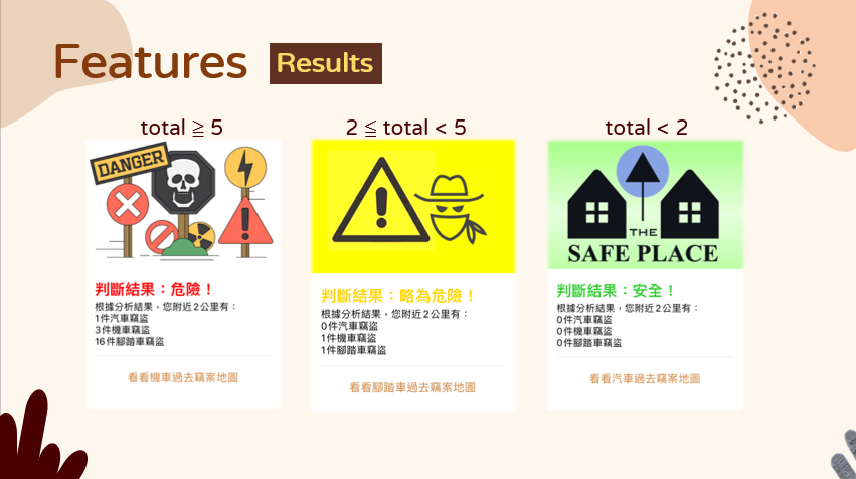 Features
Results
total ≧ 5
DANGER
判斷結果：危險！
根據分析結果，您附近2公里有：
1件汽車竊盜
3件機車竊盜
16件腳踏車竊盜
看看機車過去竊案地圖
2 ≦ total < 5
判斷結果：略為危險！
根據分析結果，您附近2公里有：
0件汽車竊盜
1件機車竊盜
1件腳踏車竊盜
看看腳踏車過去竊案地圖
total < 2
THE
SAFE PLACE
判斷結果：安全！
根據分析結果，您附近2公里有：
0件汽車竊盜
0件機車竊盜
0件腳踏車竊盜
看看汽車過去竊案地圖